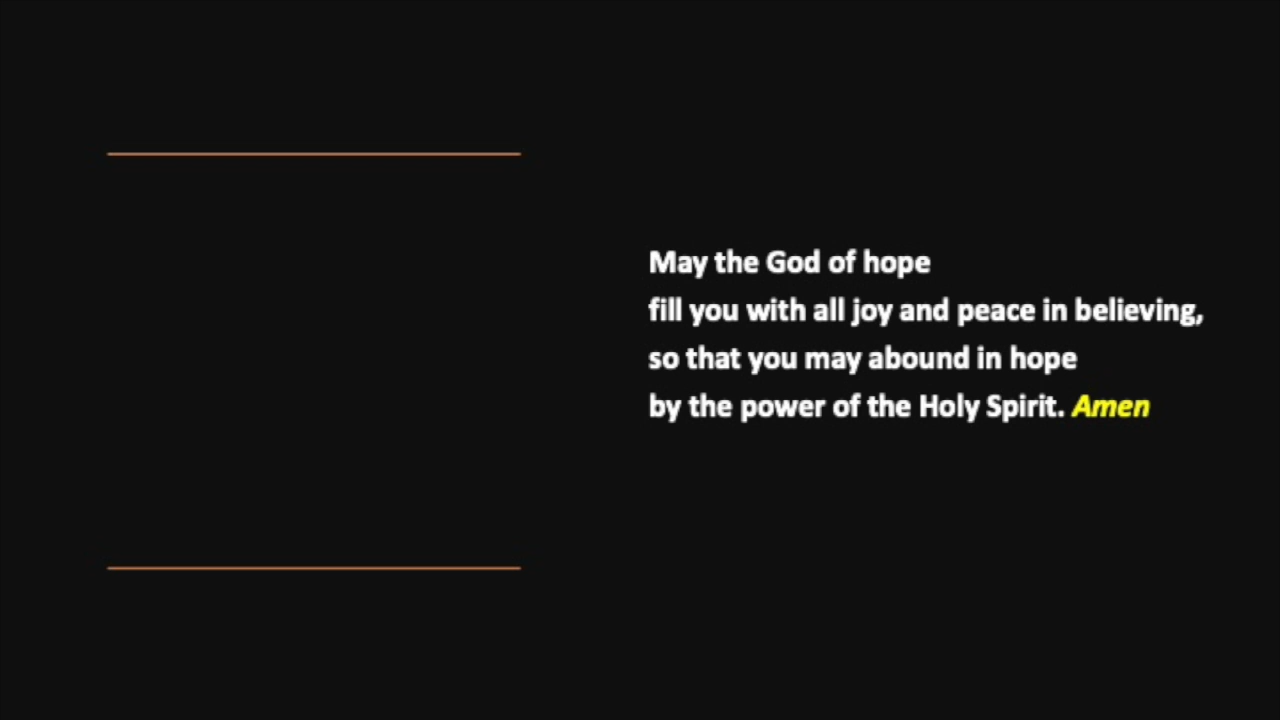 May the God of hope
fill you with all joy and peace in believing,
so that you may abound in hope
by the power of the Holy Spirit. Amen